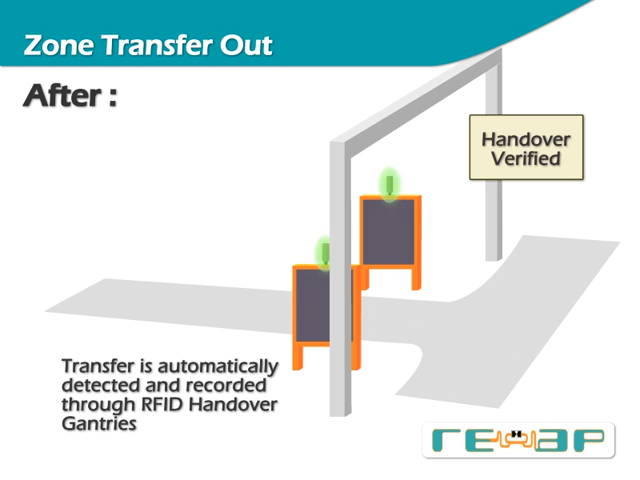 Zone Transfer Out
After :
Handover
Verified
Transfer is automatically
detected and recorded
through RFID Handover
Gantries